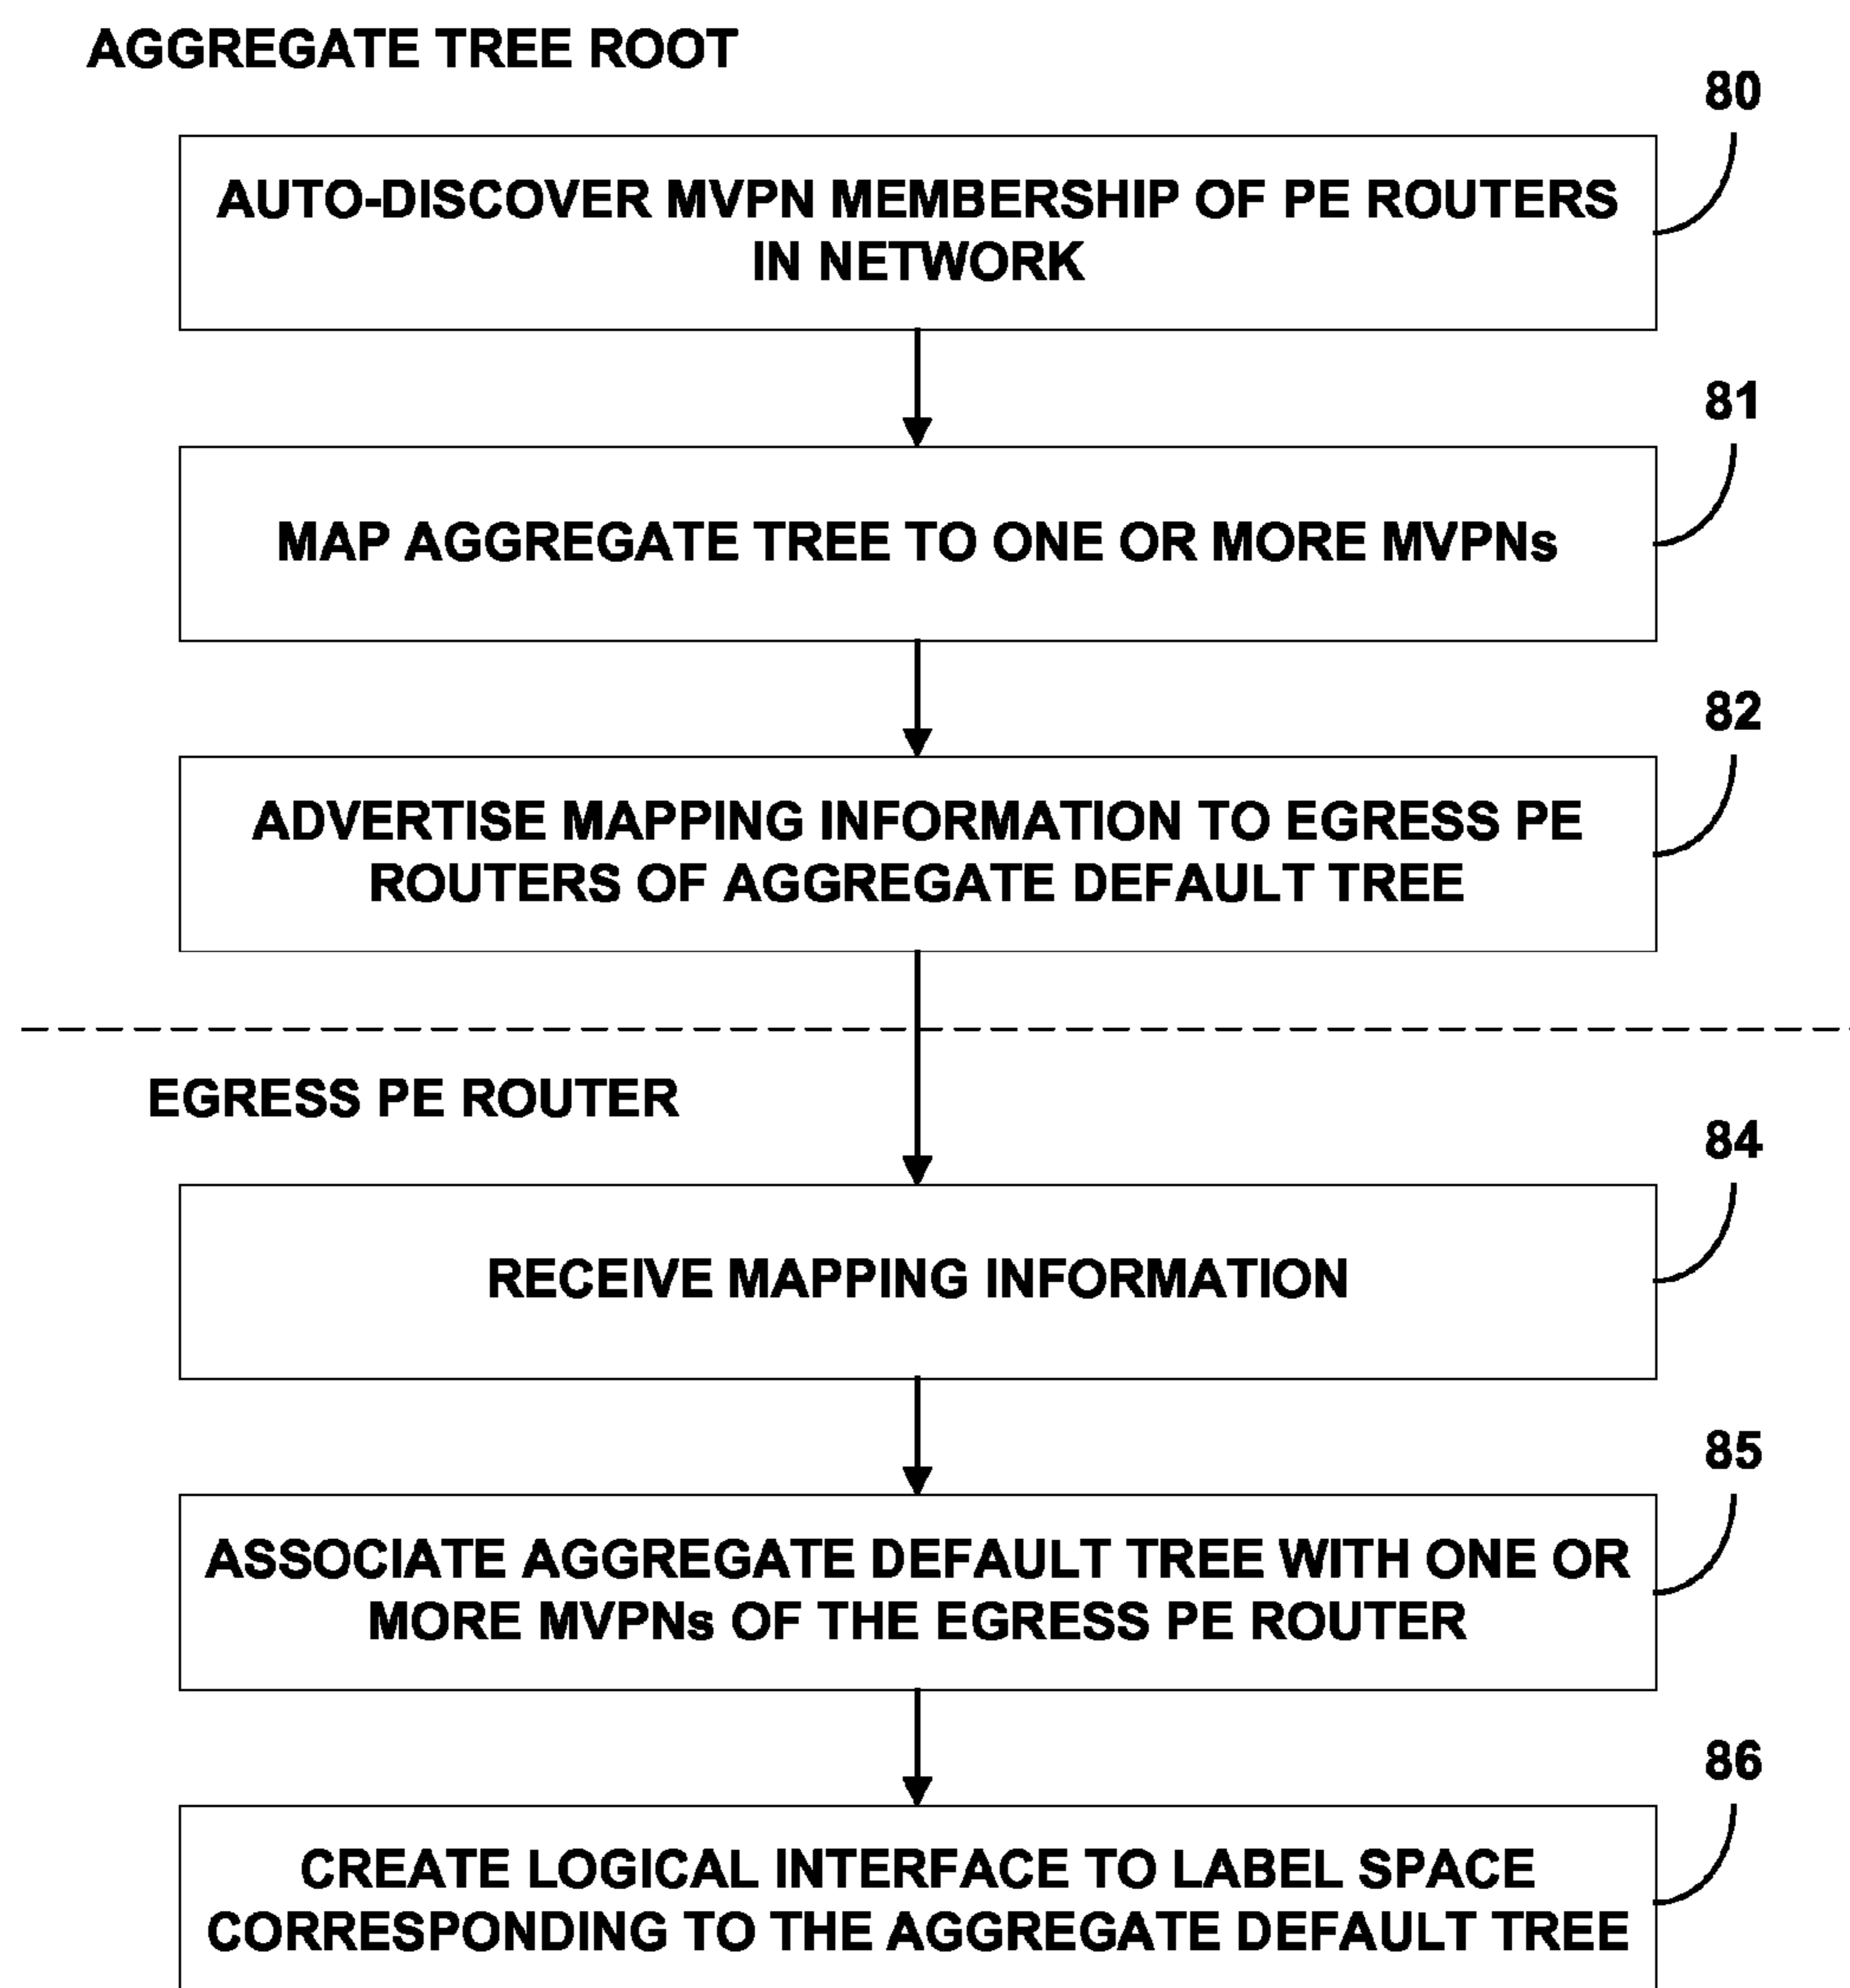 AGGREGATE TREE ROOT
80
AUTO-DISCOVER MVPN MEMBERSHIP OF PE ROUTERS
IN NETWORK
81
MAP AGGREGATE TREE TO ONE OR MORE MVPNs
82
ADVERTISE MAPPING INFORMATION TO EGRESS PE
ROUTERS OF AGGREGATE DEFAULT TREE
EGRESS PE ROUTER
84
RECEIVE MAPPING INFORMATION
85
ASSOCIATE AGGREGATE DEFAULT TREE WITH ONE OR
MORE MVPNs OF THE EGRESS PE ROUTER
86
CREATE LOGICAL INTERFACE TO LABEL SPACE
CORRESPONDING TO THE AGGREGATE DEFAULT TREE